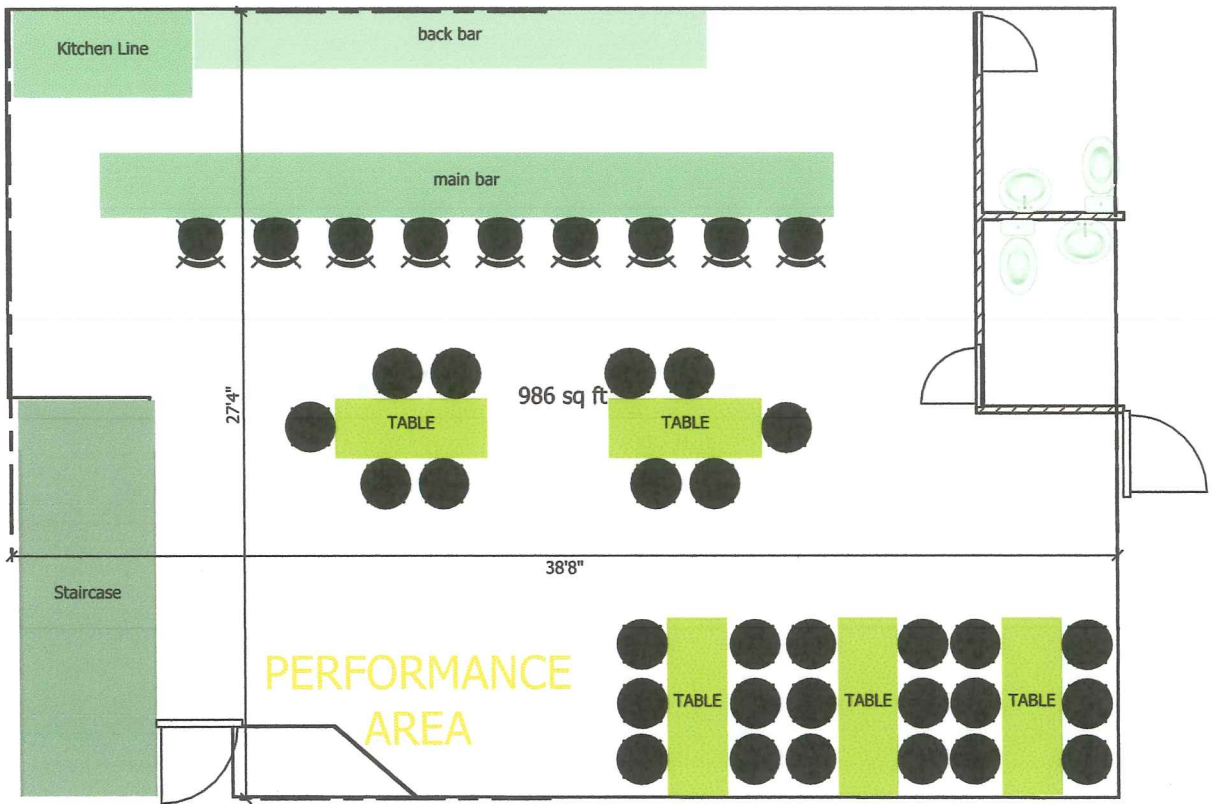 Kitchen Line
back bar
main bar
27'4"
986 sq ft
TABLE
TABLE
38'8"
Staircase
PERFORMANCE
AREA
TABLE
TABLE
TABLE